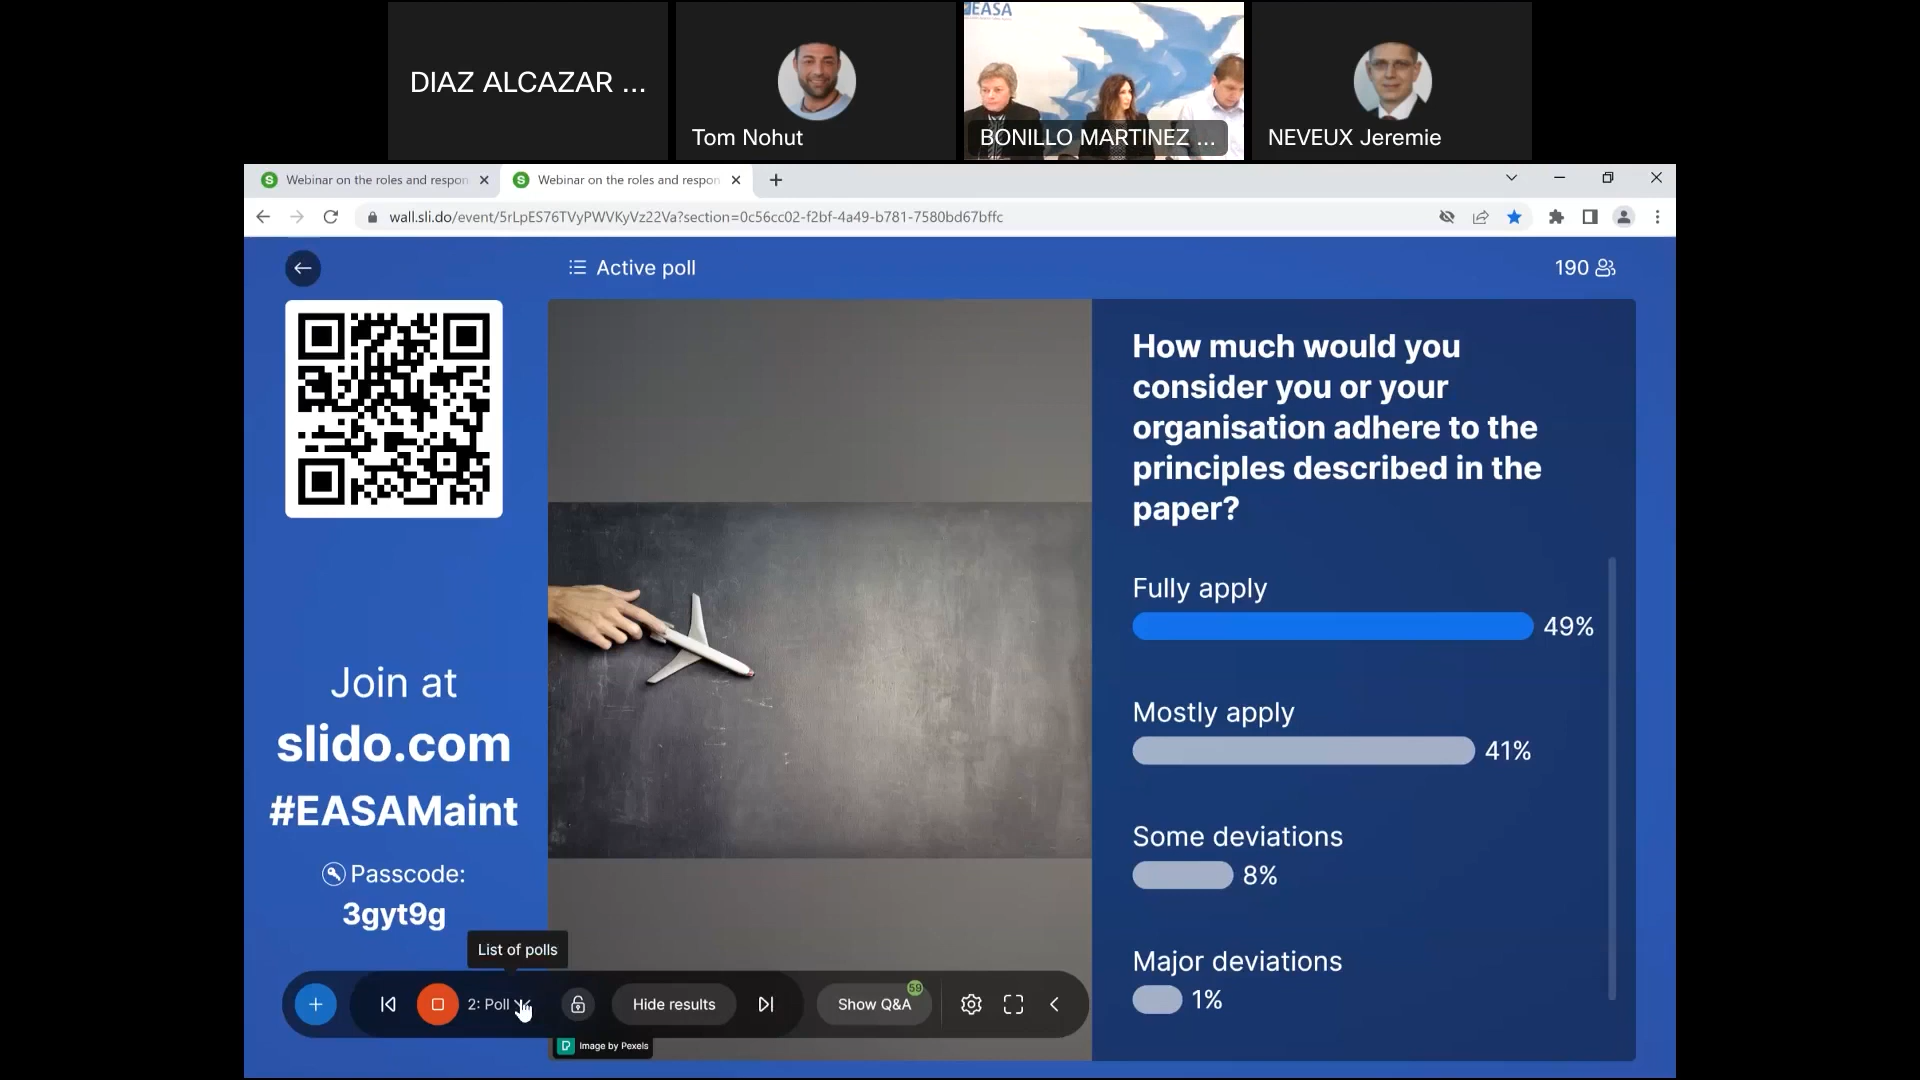 DIAZ ALCAZAR ...
Tom Nohut
EASA
BONILLO MARTINEZ ...
NEVEUX Jeremie
Webinar on the roles and respon
Webinar on the roles and respon
wall.sli.do/event/5rLpES76TVyPWVKyVz22Va?section=0c56cc02-f2bf-4a49-b781-7580bd67bffc
Active poll
190
Join at
slido.com
#EASAMaint
Passcode:
3gyt9g
How much would you
consider you or your
organisation adhere to the
principles described in the
paper?
Fully apply
49%
Mostly apply
41%
Some deviations
8%
Major deviations
1%
List of polls
2: Poll
Hide results
Show Q&A
59
Image by Pexels